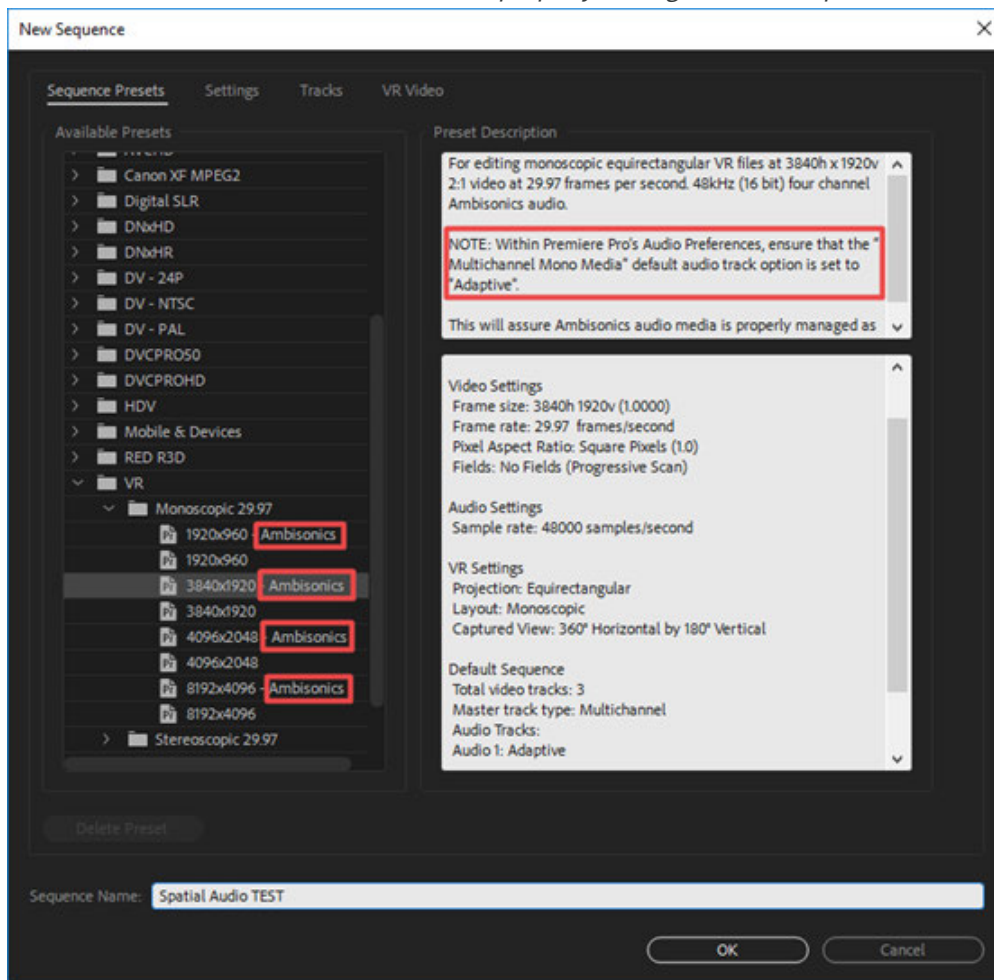 New Sequence
Sequence Presets Settings Tracks VR Video
Available Presets
Canon XF MPEG2
Digital SLR
DNxHD
DNxHR
DV - 24P
DV - NTSC
DV - PAL
DVCPRO50
DVCPROHD
HDV
Mobile & Devices
RED R3D
VR
Monoscopic 29.97
1920x960 - Ambisonics
1920x960
3840x1920 - Ambisonics
3840x1920
4096x2048 - Ambisonics
4096x2048
8192x4096 - Ambisonics
8192x4096
Stereoscopic 29.97
Delete Preset
Preset Description
For editing monoscopic equirectangular VR files at 3840h x 1920v
2:1 video at 29.97 frames per second. 48kHz (16 bit) four channel
Ambisonics audio.
NOTE: Within Premiere Pro's Audio Preferences, ensure that the "
Multichannel Mono Media" default audio track option is set to
"Adaptive".
This will assure Ambisonics audio media is properly managed as
Video Settings
Frame size: 3840h 1920v (1.0000)
Frame rate: 29.97 frames/second
Pixel Aspect Ratio: Square Pixels (1.0)
Fields: No Fields (Progressive Scan)
Audio Settings
Sample rate: 48000 samples/second
VR Settings
Projection: Equirectangular
Layout: Monoscopic
Captured View: 360° Horizontal by 180° Vertical
Default Sequence
Total video tracks: 3
Master track type: Multichannel
Audio Tracks:
Audio 1: Adaptive
Sequence Name: Spatial Audio TEST
OK Cancel